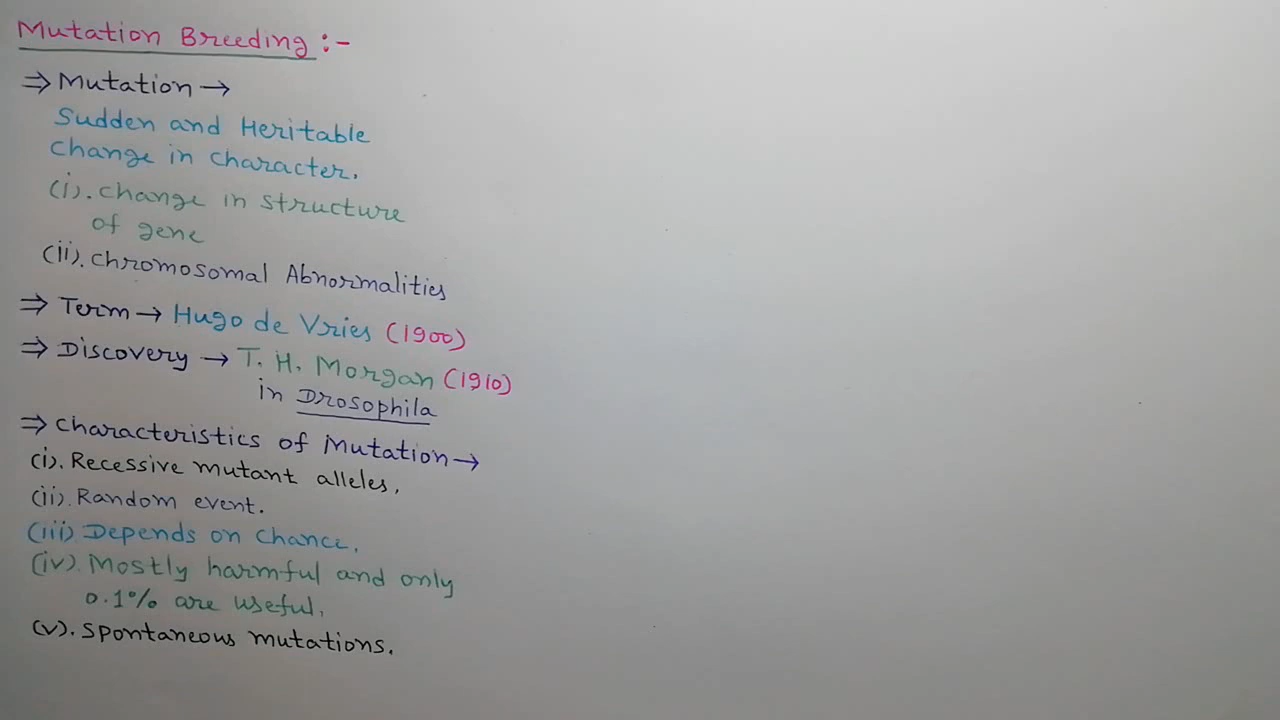 Mutation Breeding :-
⇒ Mutation →
Sudden and Heritable
change in character.
(i). change in structure
of gene
(ii). chromosomal Abnormalities
⇒ Term → Hugo de Vries (1900)
⇒ Discovery → T. H. Morgan (1910)
in Drosophila
⇒ characteristics of Mutation →
(i). Recessive mutant alleles.
(ii). Random event.
(iii). Depends on chance.
(iv). Mostly harmful and only
0.1% are useful.
(v). spontaneous mutations.